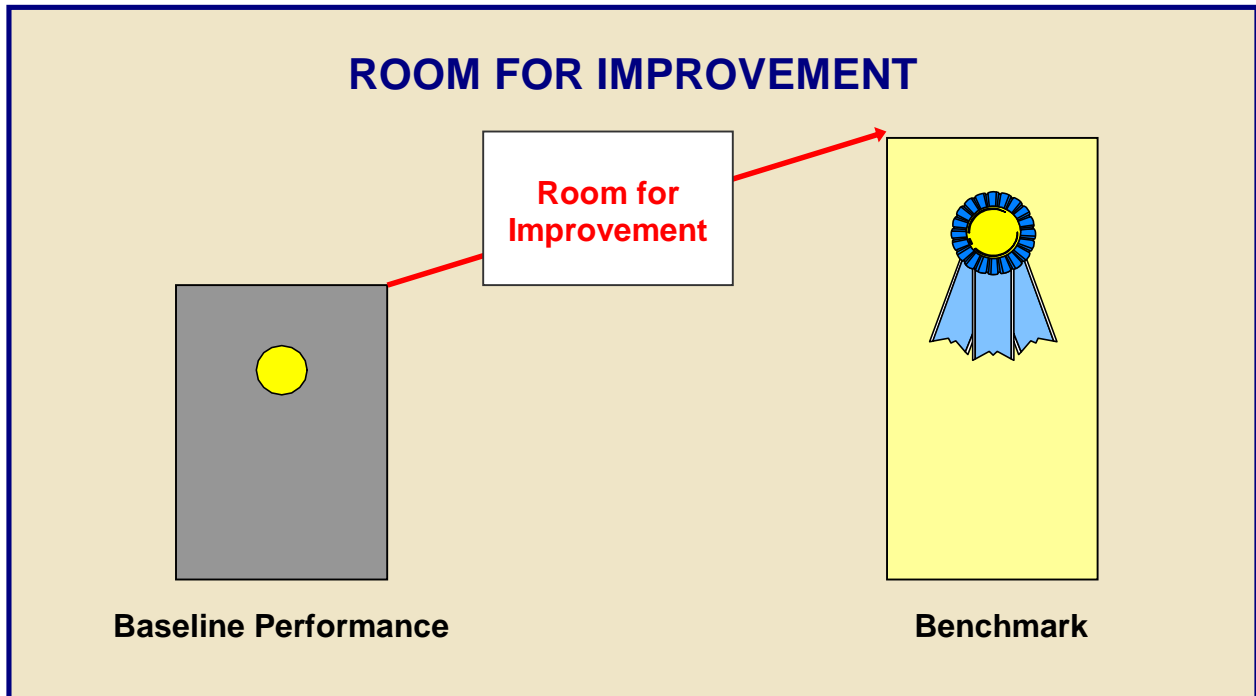 ROOM FOR IMPROVEMENT
Room for
Improvement
Baseline Performance
Benchmark